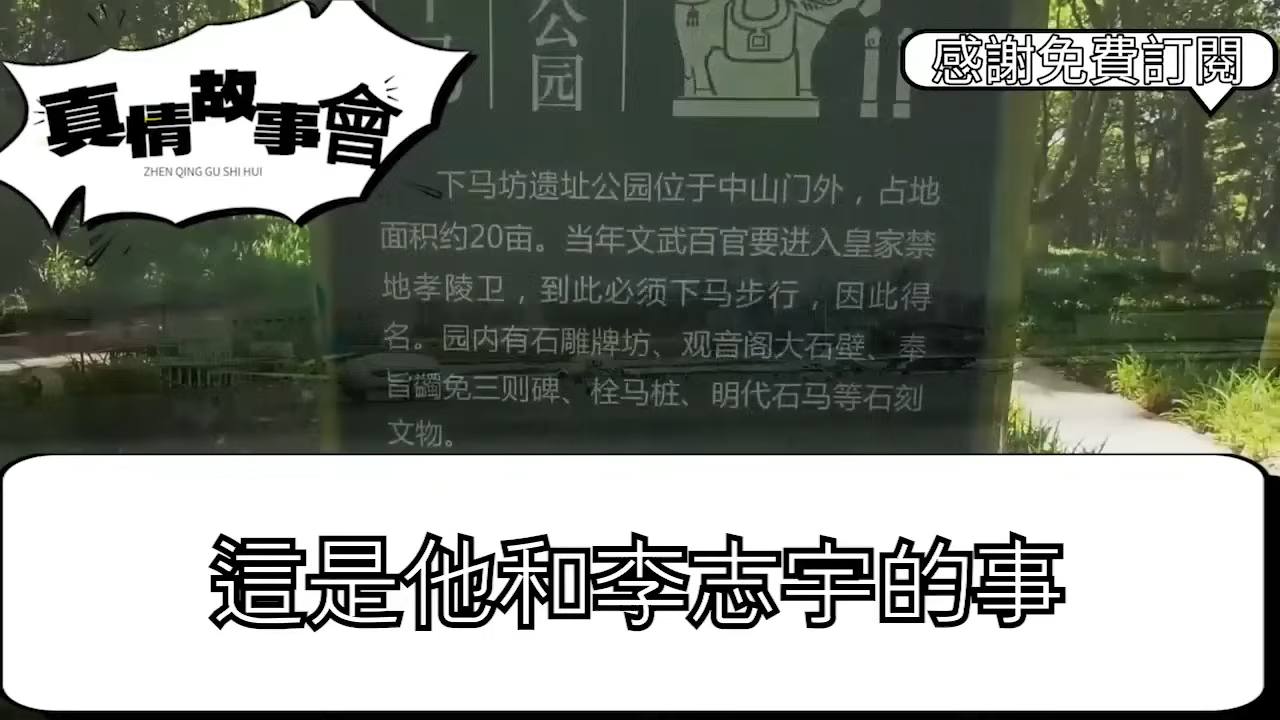 真情故事會
ZHEN QING GU SHI HUI
感謝免費訂閱
公园
下马坊遗址公园位于中山门外，占地
面积约20亩。当年文武百官要进入皇家禁
地孝陵卫，到此必须下马步行，因此得
名。园内有石雕牌坊、观音阁大石壁、奉
旨蠲免三则碑、栓马桩、明代石马等石刻
文物。
這是他和李志宇的事